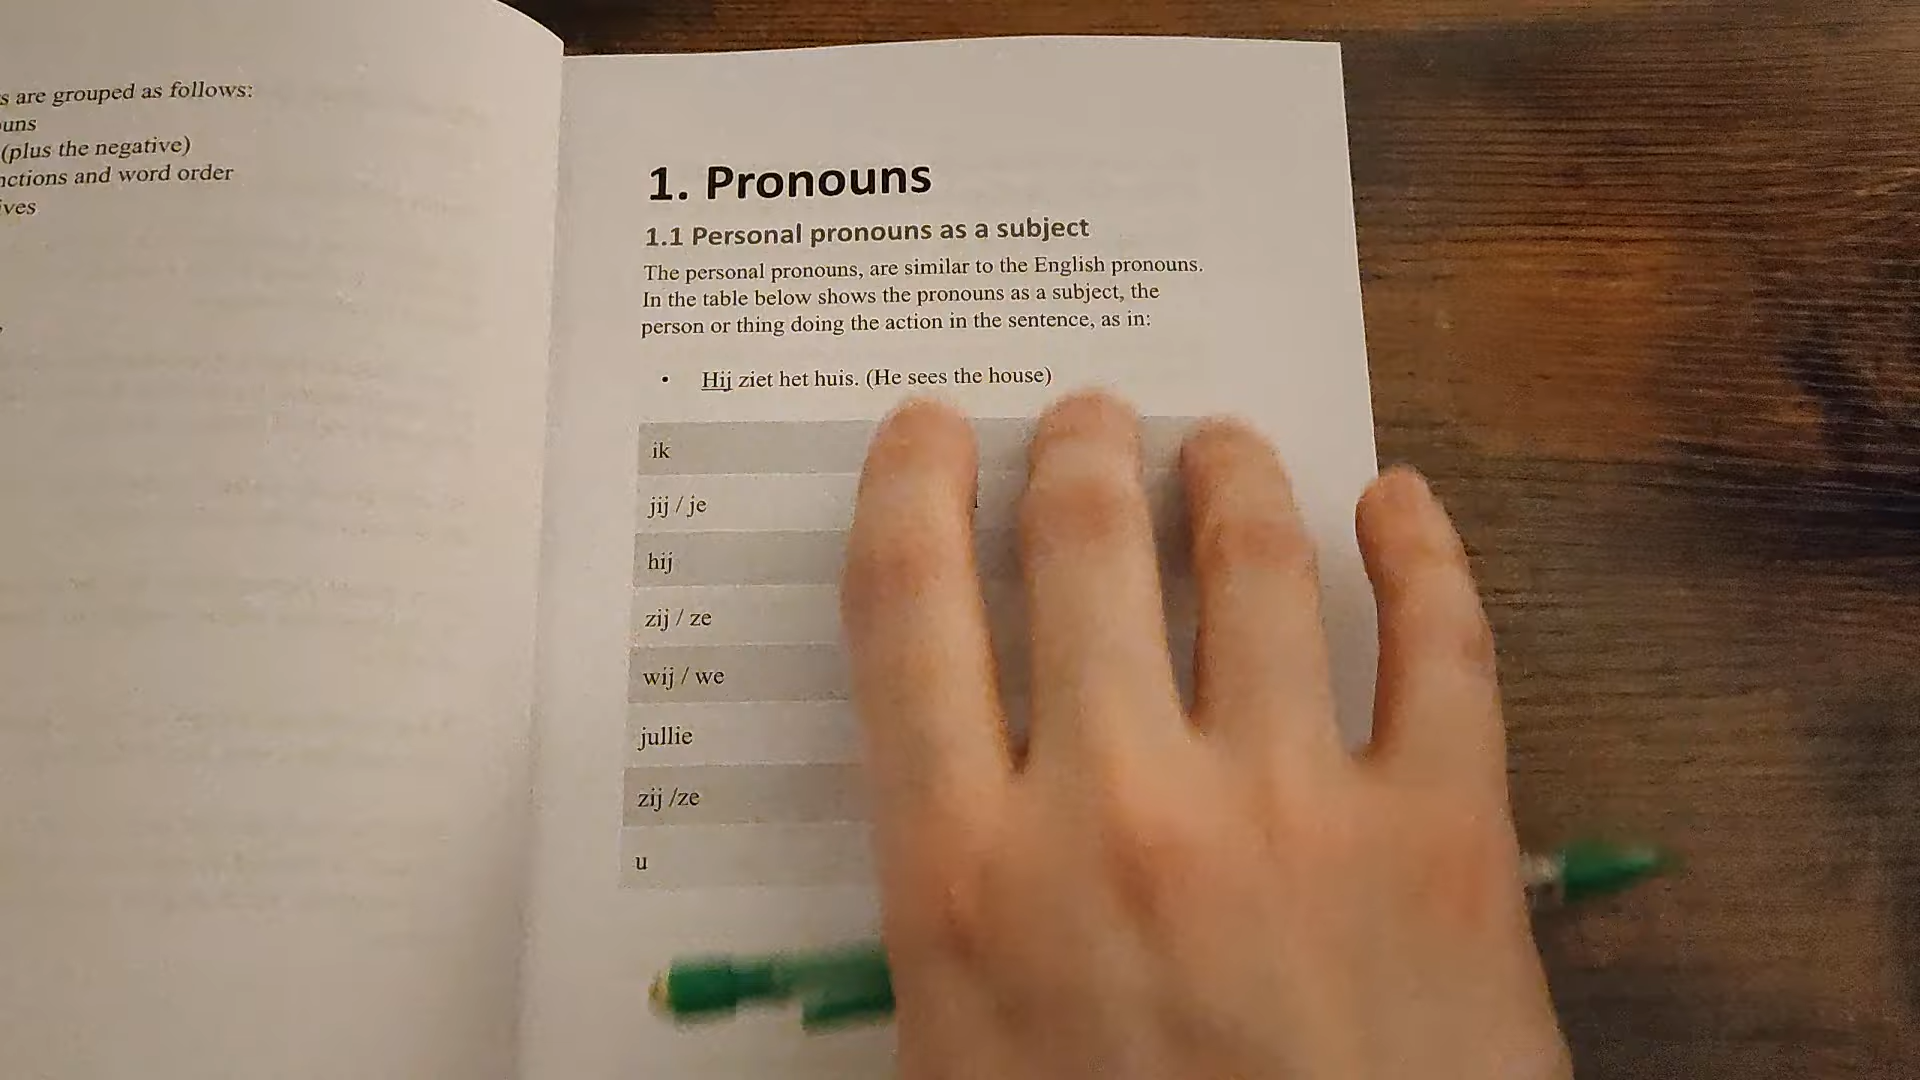 s are grouped as follows:
uns
(plus the negative)
nctions and word order
ives
1. Pronouns
1.1 Personal pronouns as a subject
The personal pronouns, are similar to the English pronouns.
In the table below shows the pronouns as a subject, the
person or thing doing the action in the sentence, as in:
• Hij ziet het huis. (He sees the house)
ik
jij / je
hij
zij / ze
wij / we
jullie
zij /ze
u